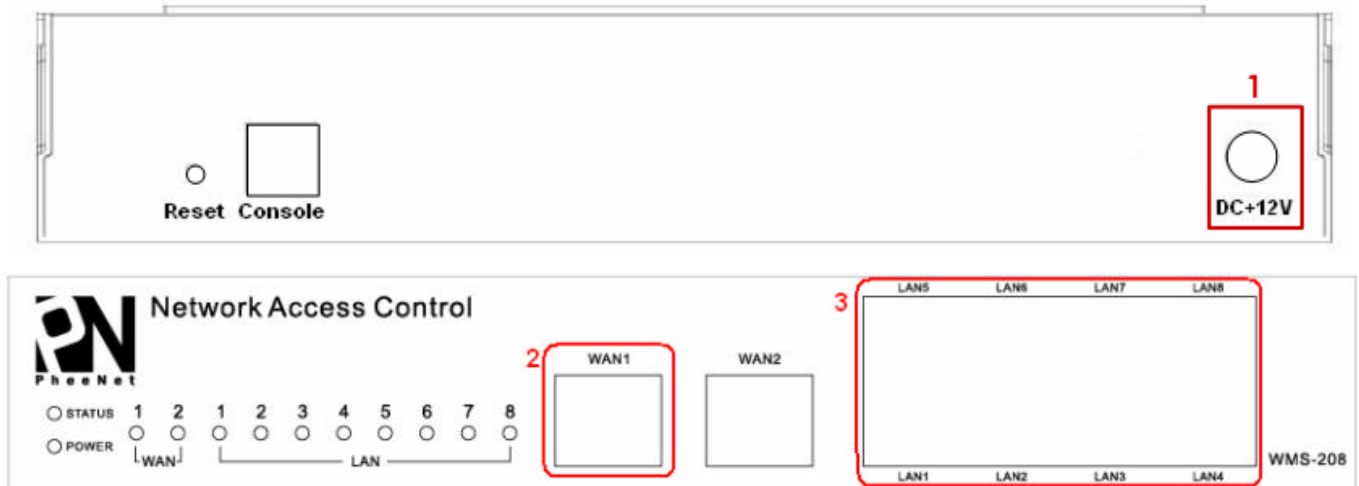 1
Reset Console
DC+12V
Network Access Control
PN
PheeNet
2
WAN1
WAN2
3
LAN5 LAN6 LAN7 LAN8
STATUS 1 2 1 2 3 4 5 6 7 8
POWER
WAN LAN
WMS-208
LAN1 LAN2 LAN3 LAN4